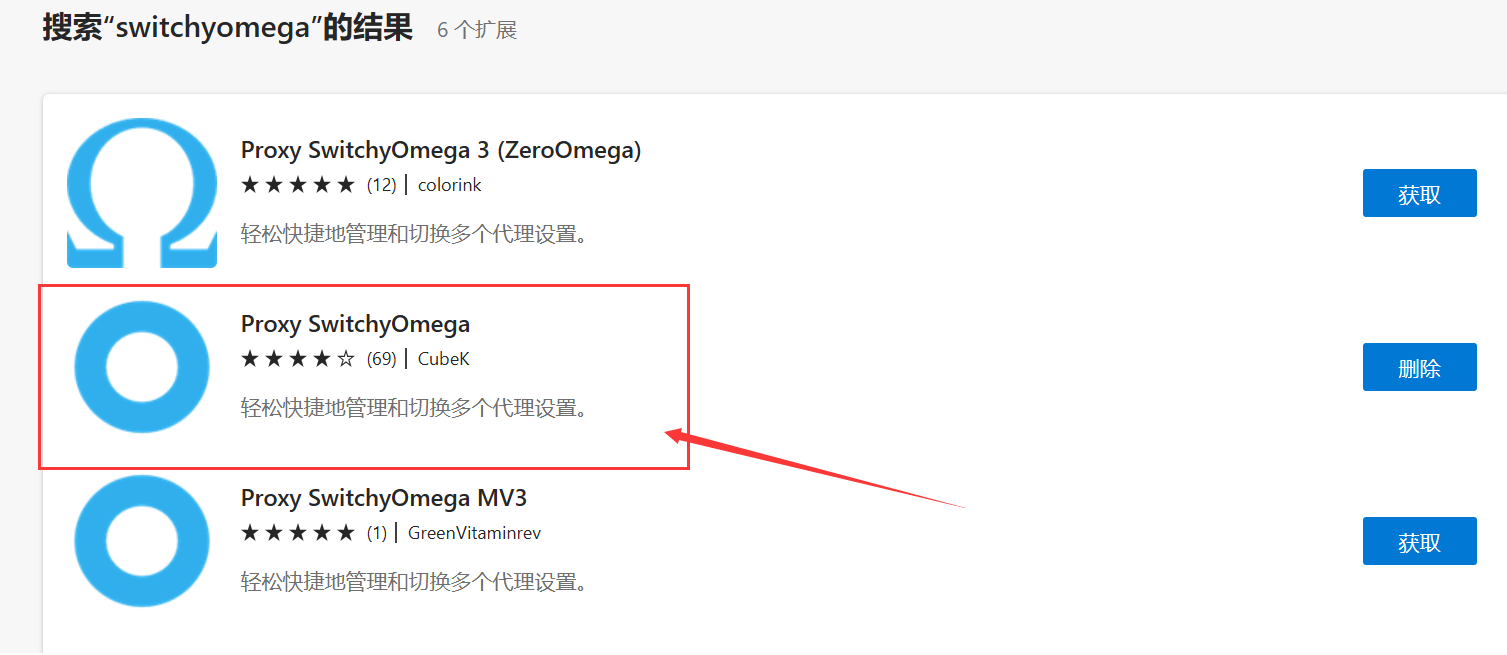 搜索“switchyomega”的结果 6 个扩展
Proxy SwitchyOmega 3 (ZeroOmega)
★★★★★ (12) | colorink
获取
轻松快捷地管理和切换多个代理设置。
Proxy SwitchyOmega
★★★★☆ (69) | CubeK
删除
轻松快捷地管理和切换多个代理设置。
Proxy SwitchyOmega MV3
★★★★★ (1) | GreenVitaminrev
获取
轻松快捷地管理和切换多个代理设置。